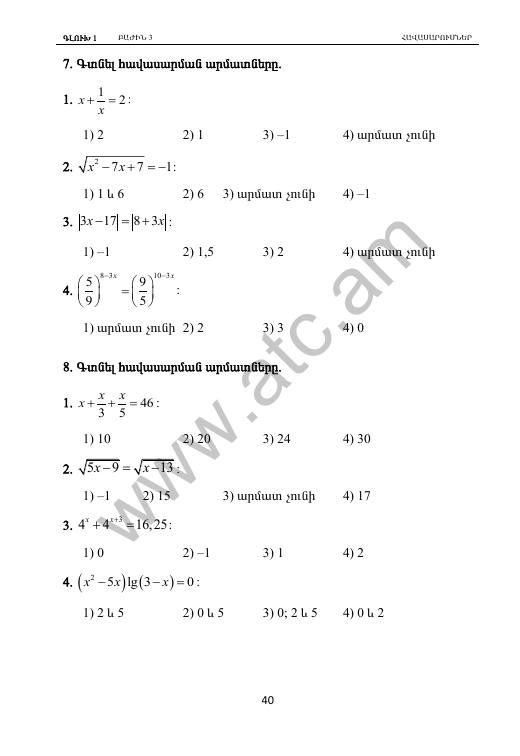 ԳԼՈՒԽ 1 ԲԱԺԻՆ 3 ՀԱՎԱՍԱՐՈՒՄՆԵՐ
7. Գտնել հավասարման արմատները.
1. x + 1/x = 2 :
1) 2 2) 1 3) –1 4) արմատ չունի
2. √(x² − 7x + 7) = −1 :
1) 1 և 6 2) 6 3) արմատ չունի 4) –1
3. |3x − 17| = |8 + 3x| :
1) –1 2) 1,5 3) 2 4) արմատ չունի
4. (5/9)^(8−3x) = (9/5)^(10−3x) :
1) արմատ չունի 2) 2 3) 3 4) 0
8. Գտնել հավասարման արմատները.
1. x + x/3 + x/5 = 46 :
1) 10 2) 20 3) 24 4) 30
2. √(5x − 9) = √(x − 13) :
1) –1 2) 15 3) արմատ չունի 4) 17
3. 4^x + 4^(x+3) = 16,25 :
1) 0 2) –1 3) 1 4) 2
4. (x² − 5x) lg(3 − x) = 0 :
1) 2 և 5 2) 0 և 5 3) 0; 2 և 5 4) 0 և 2
40
www.atc.am